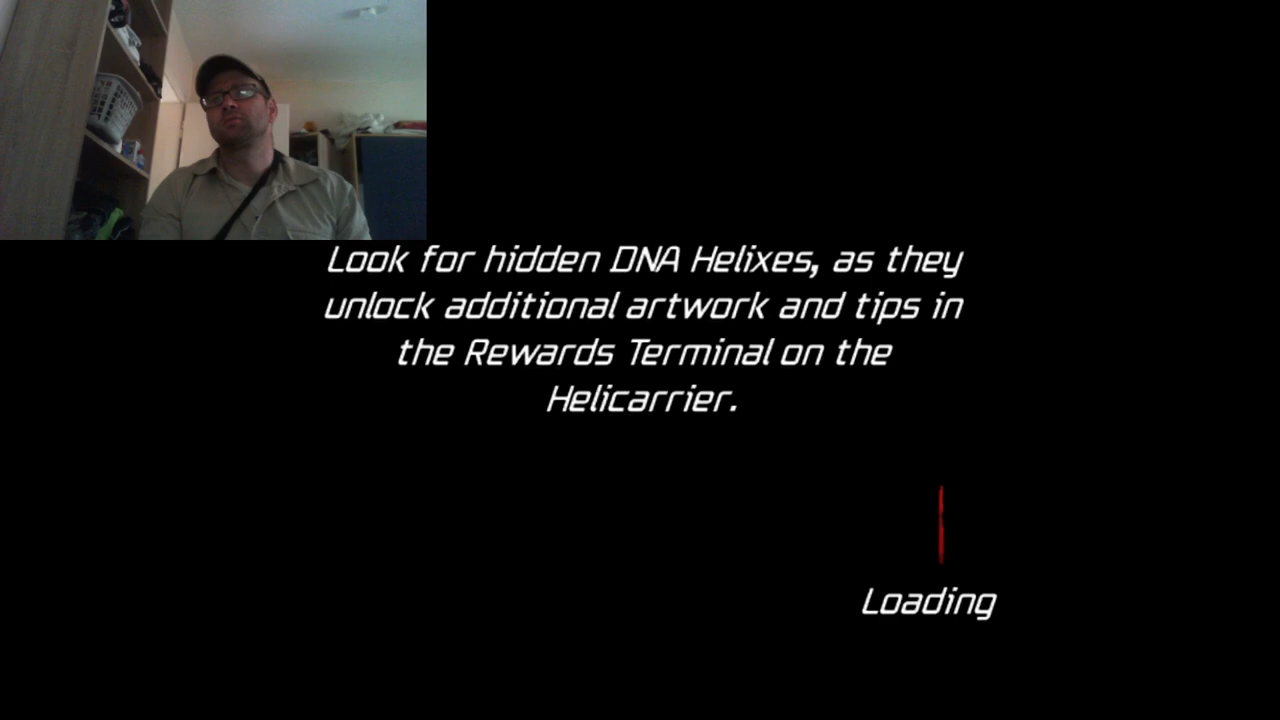 Look for hidden DNA Helixes, as they
unlock additional artwork and tips in
the Rewards Terminal on the
Helicarrier.
Loading